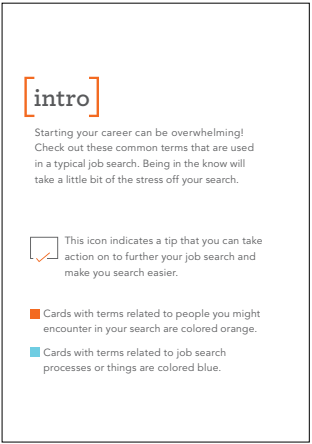 [intro]
Starting your career can be overwhelming!
Check out these common terms that are used
in a typical job search. Being in the know will
take a little bit of the stress off your search.
This icon indicates a tip that you can take
action on to further your job search and
make you search easier.
Cards with terms related to people you might
encounter in your search are colored orange.
Cards with terms related to job search
processes or things are colored blue.